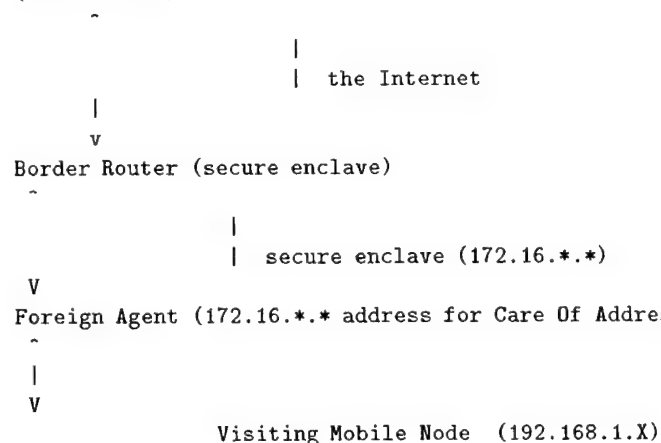 |
| the Internet
|
v
Border Router (secure enclave)
^
|
| secure enclave (172.16.*.*)
V
Foreign Agent (172.16.*.* address for Care Of
^
|
V
Visiting Mobile Node (192.168.1.X)